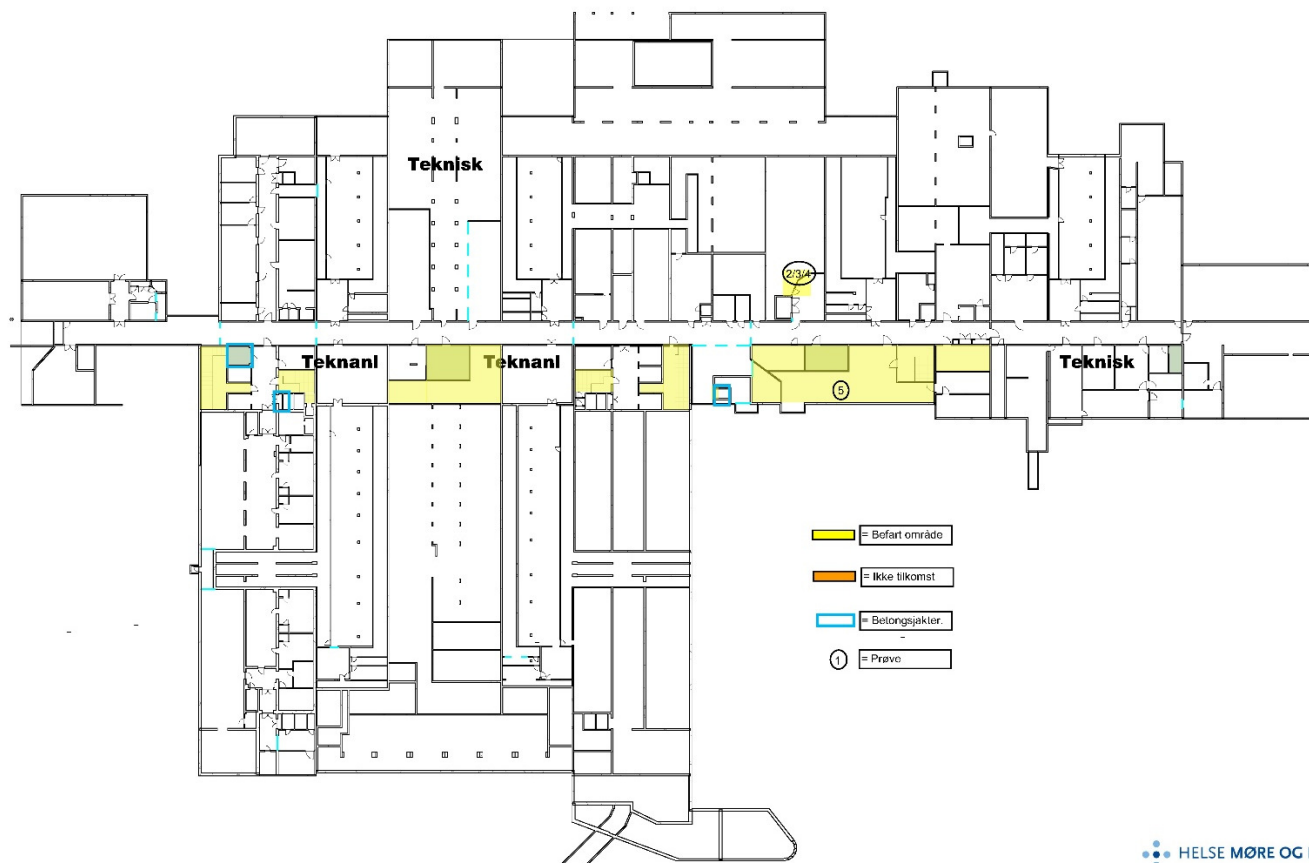 Teknisk
2/3/4
Teknanl
Teknanl
Teknisk
5
= Befart område
= Ikke tilkomst
= Betongsjakter.
1
= Prøve
HELSE MØRE OG